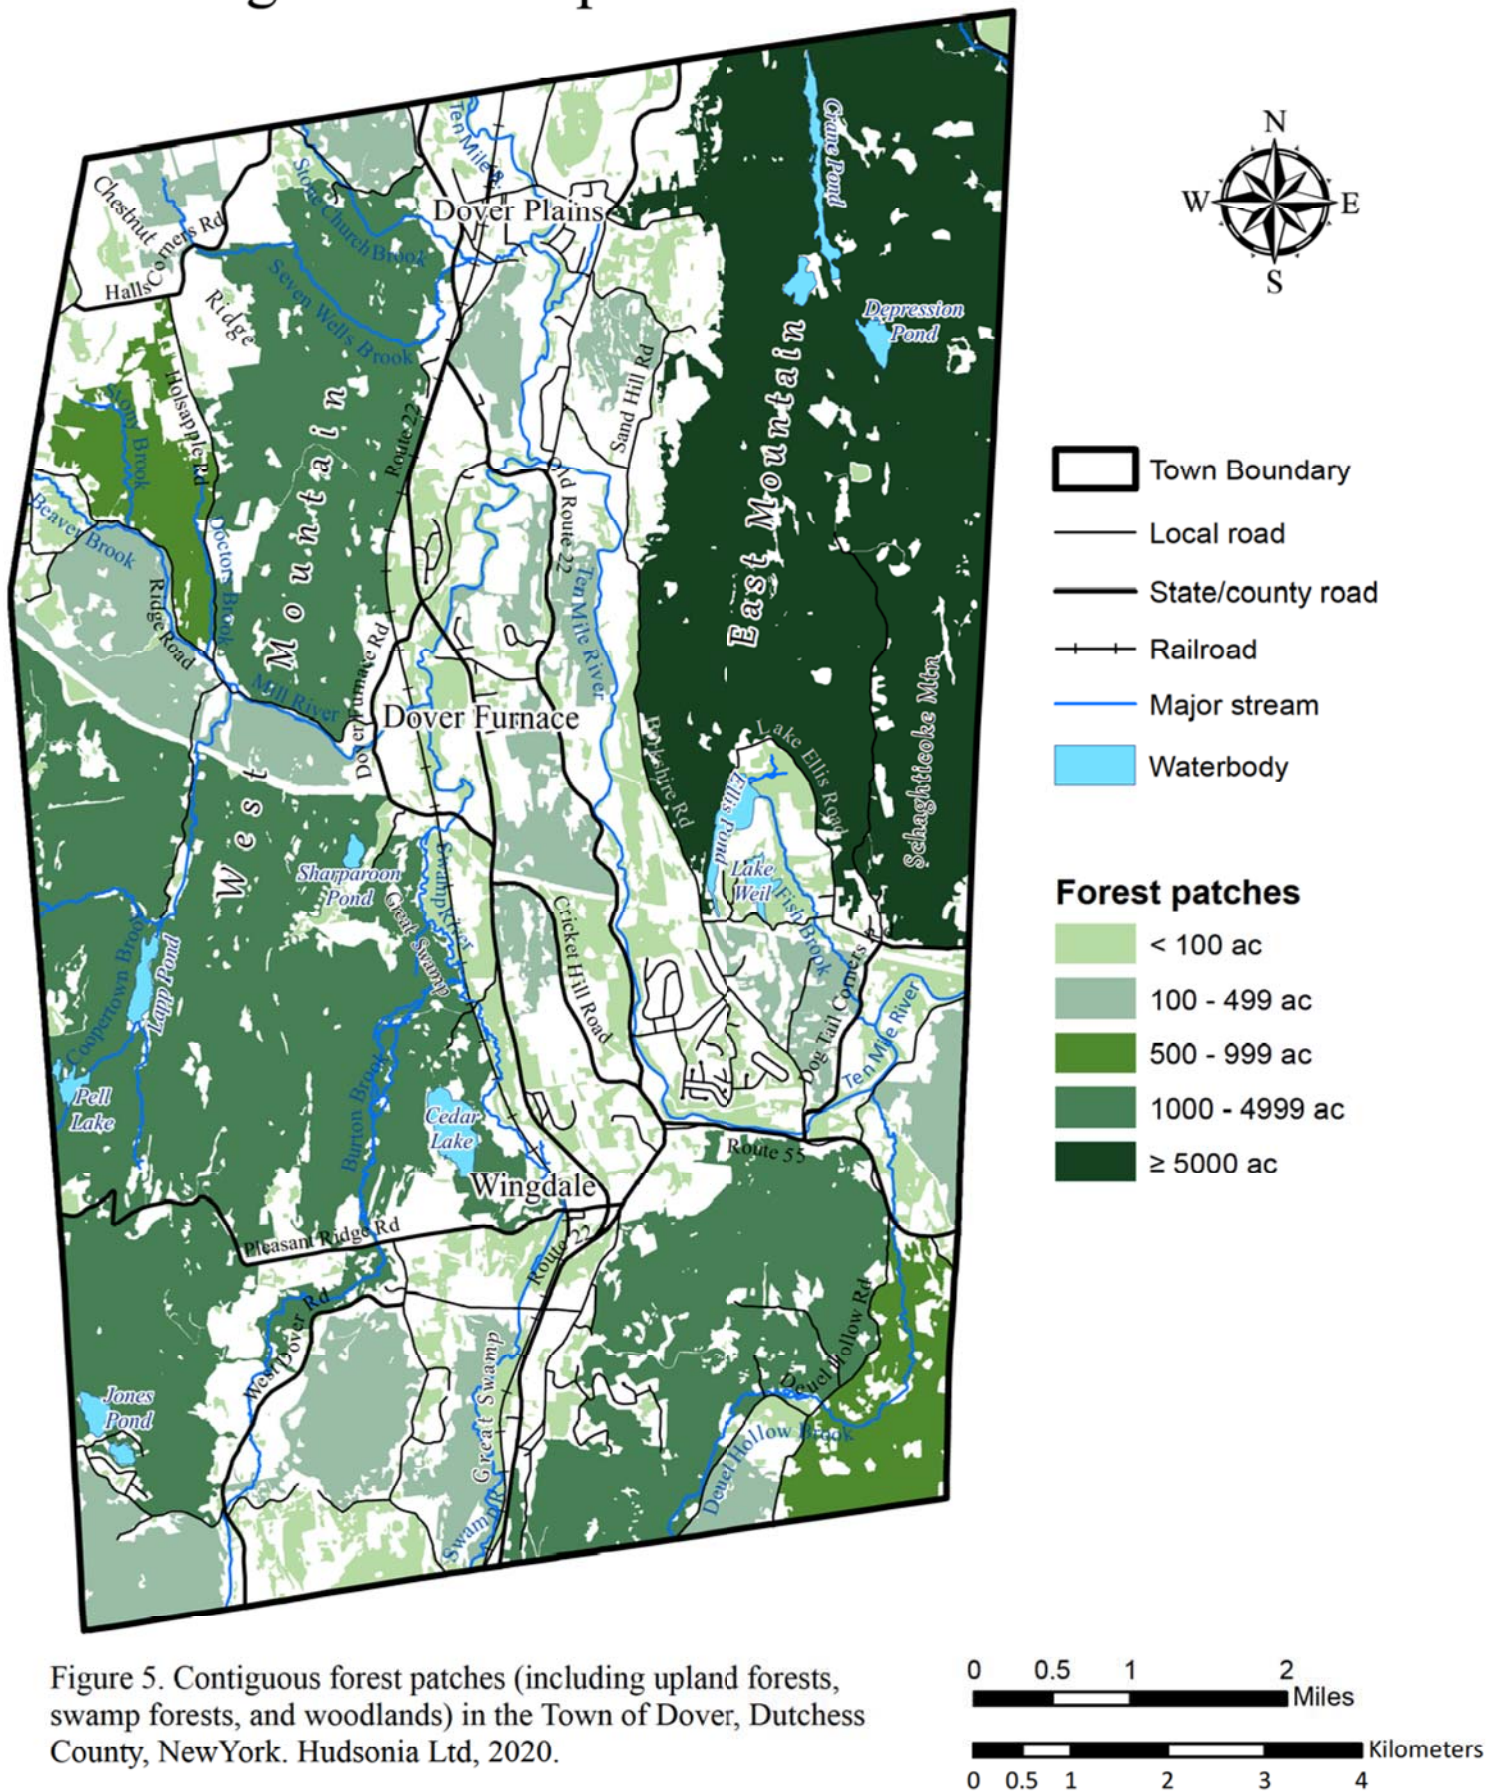 Ten Mile R.
Crane Pond
Stone Church Brook
Dover Plains
Chestnut
Ridge
Halls Corners Rd
Seven Wells Brook
Depression
Pond
Holsapple Rd
Stony Brook
Route 22
Sand Hill Rd
East Mountain
Old Route 22
Beaver Brook
Doctors Brook
Ridge Road
West Mountain
Ten Mile River
Mill River
Dover Furnace Rd
Dover Furnace
Berkshire Rd
Lake Ellis Road
Ellis Pond
Schaghticoke Mtn
Sharparoon
Pond
Lake
Weil
Swamp River
Great Swamp
Cricket Hill Road
Fish Brook
Dog Tail Corners
Ten Mile River
Coopertown Brook
Lapp Pond
Pell
Lake
Burton Brook
Cedar
Lake
Route 55
Wingdale
Pleasant Ridge Rd
Route 22
West Dover Rd
Deuel Hollow Rd
Jones
Pond
Great Swamp
Deuel Hollow Brook
Swamp R.
N
W
E
S
Town Boundary
Local road
State/county road
Railroad
Major stream
Waterbody
Forest patches
< 100 ac
100 - 499 ac
500 - 999 ac
1000 - 4999 ac
≥ 5000 ac
Figure 5. Contiguous forest patches (including upland forests,
swamp forests, and woodlands) in the Town of Dover, Dutchess
County, NewYork. Hudsonia Ltd, 2020.
0 0.5 1 2
Miles
Kilometers
0 0.5 1 2 3 4